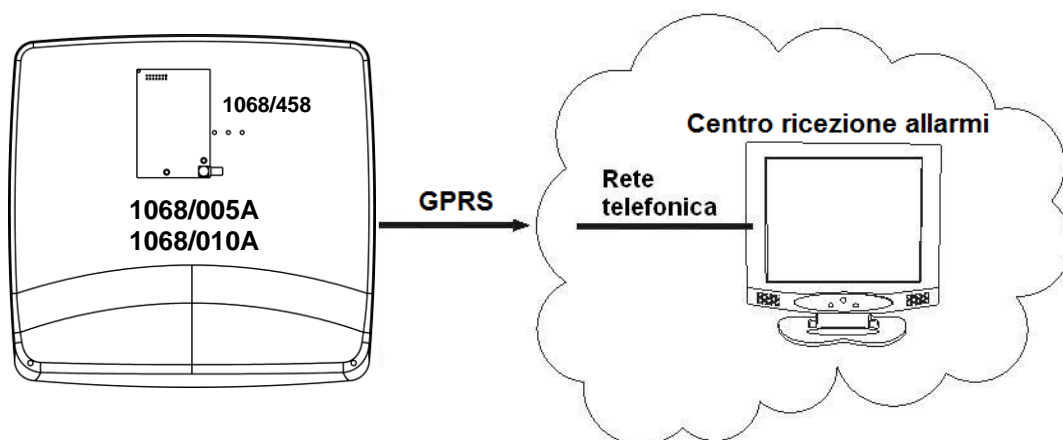 1068/458
1068/005A
1068/010A
GPRS
Rete
telefonica
Centro ricezione allarmi